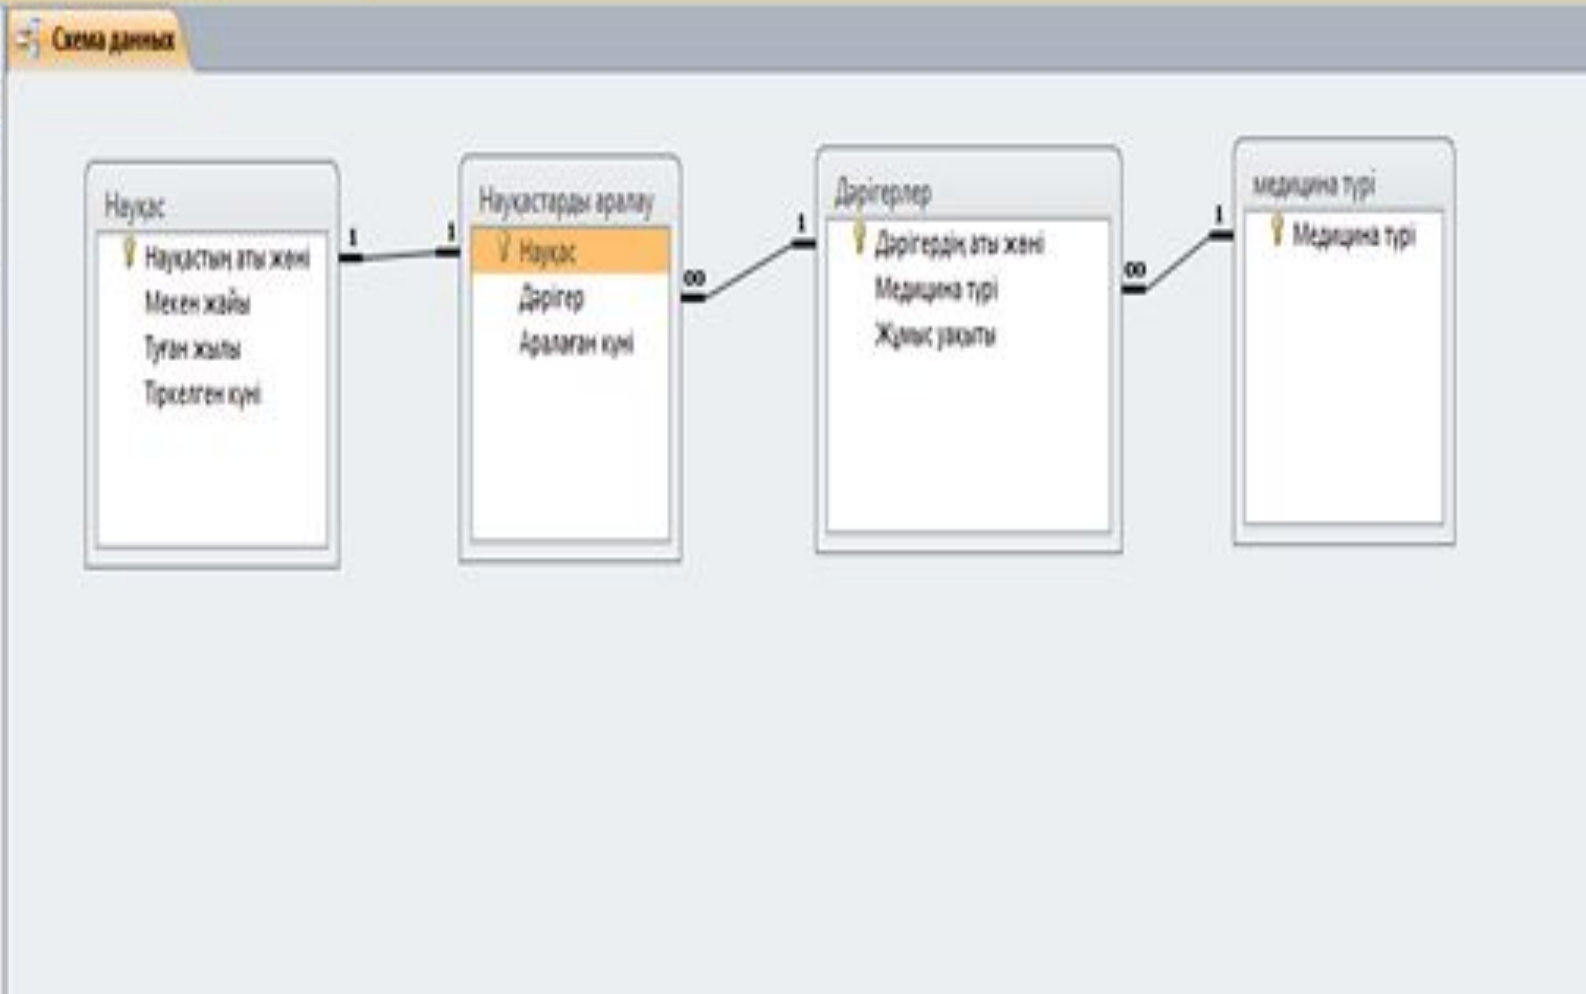 Схема данных
Науқас
Науқастың аты жөні
Мекен жайы
Туған жылы
Тіркелген күні
1
1
Науқастарды аралау
Науқас
Дәрігер
Аралаған күні
∞
1
Дәрігерлер
Дәрігердің аты жөні
Медицина түрі
Жұмыс уақыты
∞
1
медицина түрі
Медицина түрі